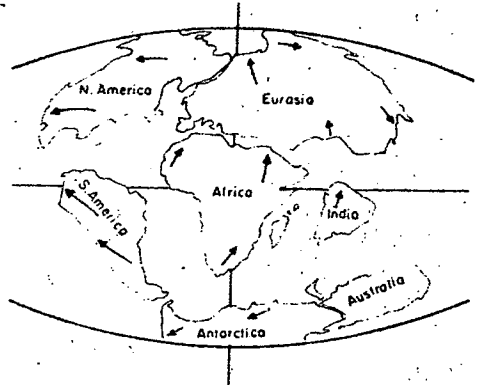 N. America
Eurasia
S. America
Africa
India
Australia
Antarctica